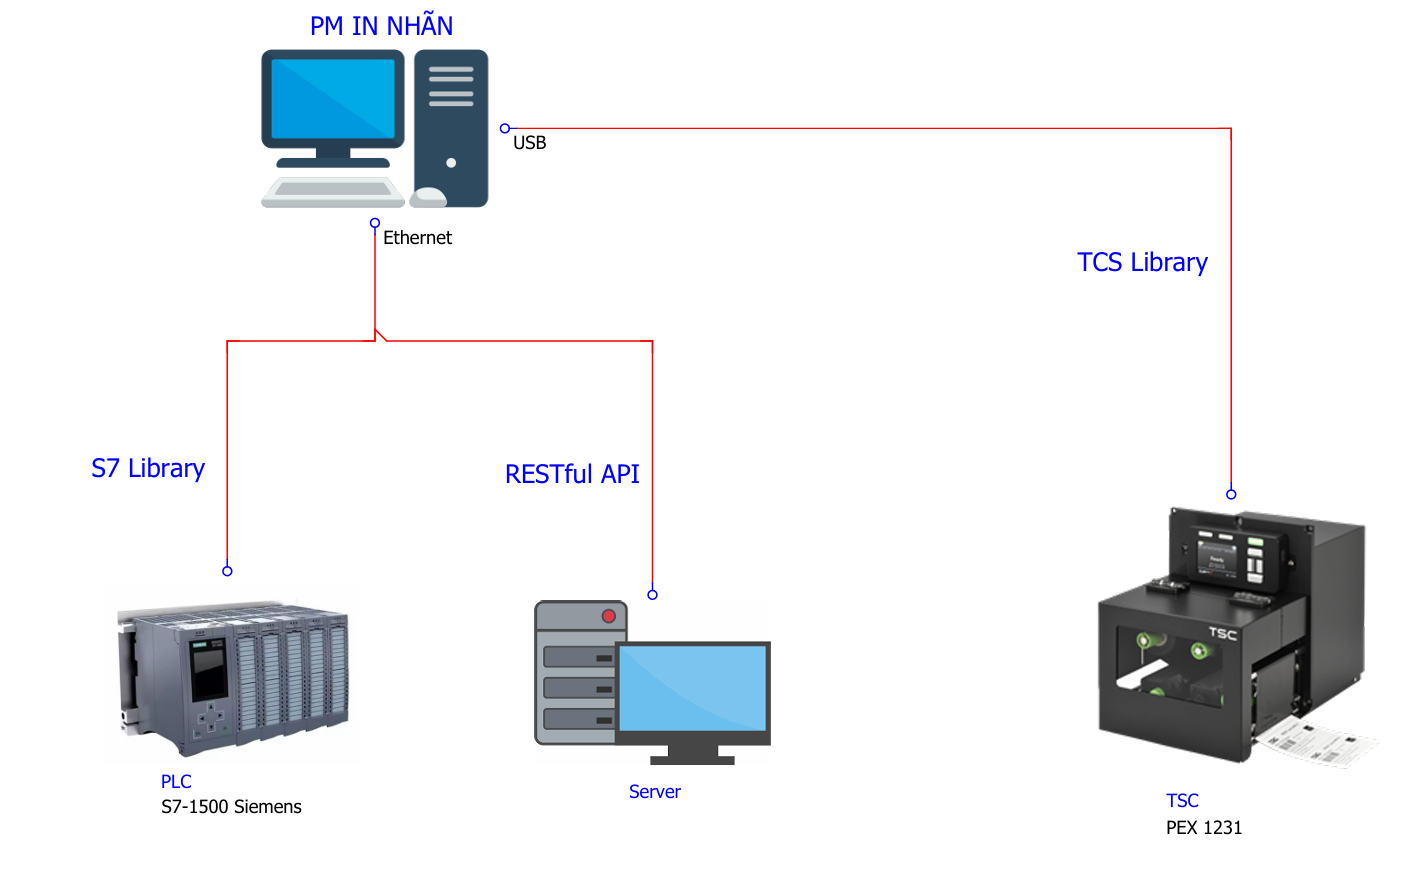 PM IN NHÃN
USB
Ethernet
TCS Library
S7 Library
RESTful API
TSC
PLC
S7-1500 Siemens
Server
TSC
PEX 1231